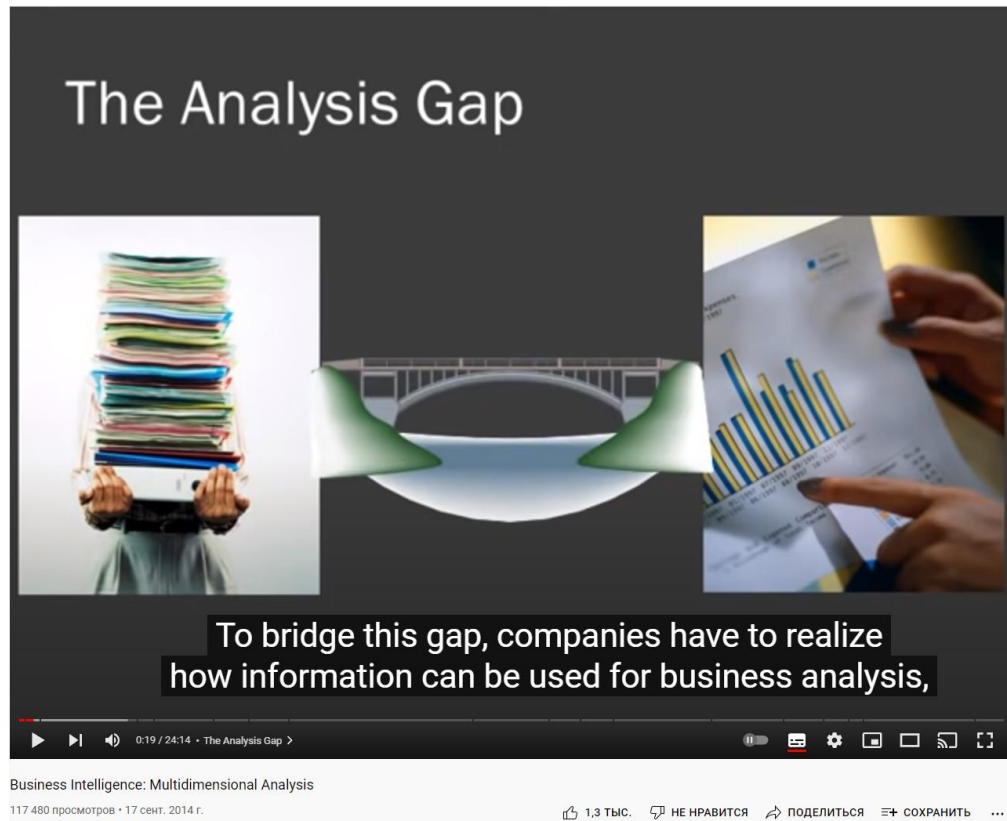 The Analysis Gap
To bridge this gap, companies have to realize
how information can be used for business analysis,
0:19 / 24:14 • The Analysis Gap >
Business Intelligence: Multidimensional Analysis
117 480 просмотров • 17 сент. 2014 г.
1,3 ТЫС. НЕ НРАВИТСЯ ПОДЕЛИТЬСЯ СОХРАНИТЬ ...